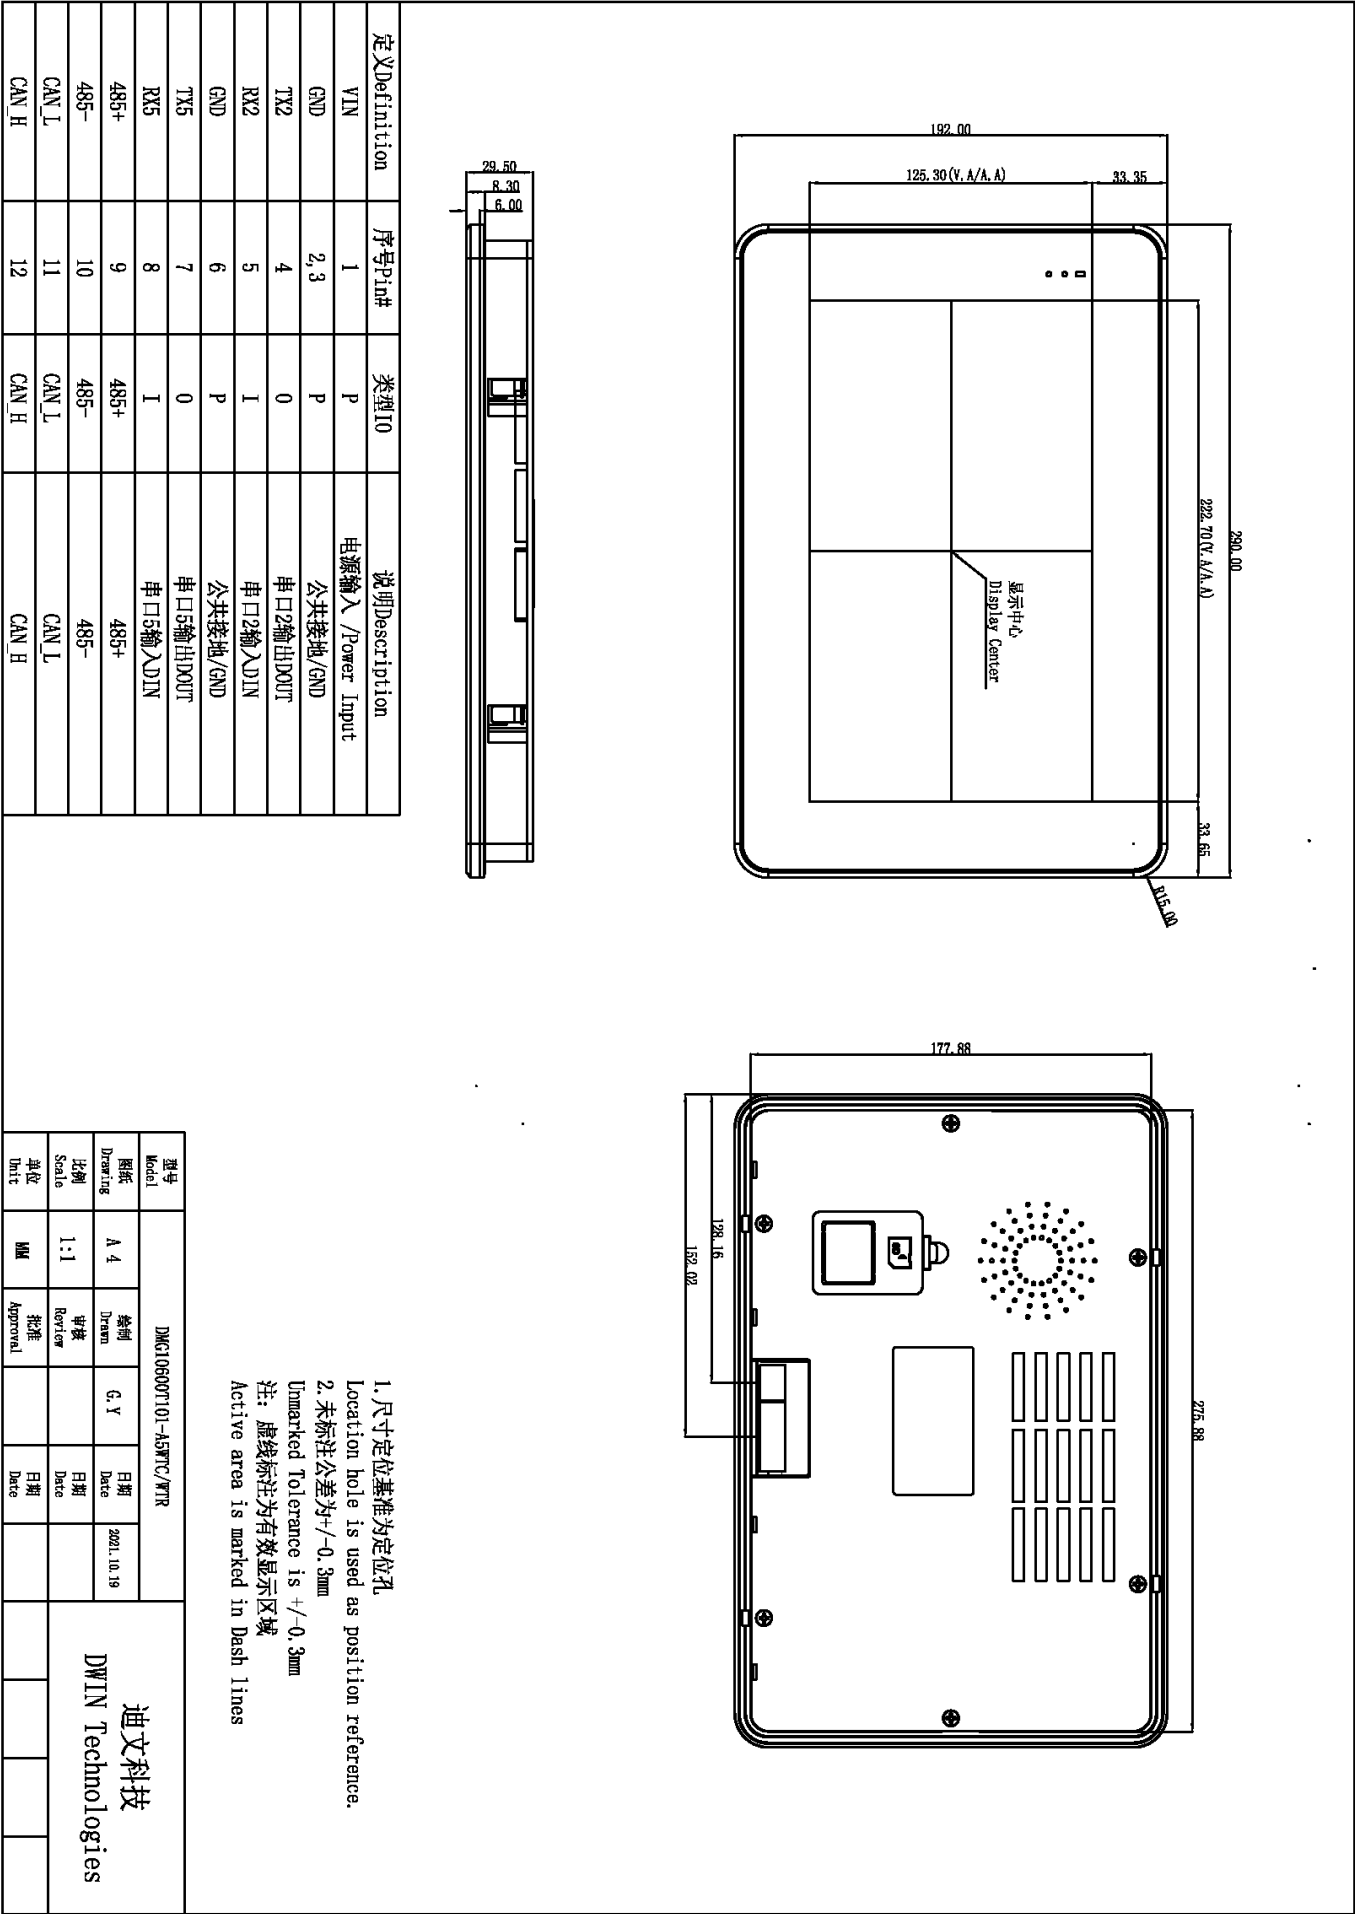 192.00
125.30(V.A/A.A)
33.35
290.00
222.70(V.A/A.A)
33.65
R15.00
显示中心
Display Center
177.88
275.88
128.16
152.02
SD
29.50
8.30
6.00
定义Definition 序号Pin# 类型IO 说明Description
VIN 1 P 电源输入 /Power Input
GND 2,3 P 公共接地/GND
TX2 4 O 串口2输出DOUT
RX2 5 I 串口2输入DIN
GND 6 P 公共接地/GND
TX5 7 O 串口5输出DOUT
RX5 8 I 串口5输入DIN
485+ 9 485+ 485+
485- 10 485- 485-
CAN_L 11 CAN_L CAN_L
CAN_H 12 CAN_H CAN_H
1.尺寸定位基准为定位孔
Location hole is used as position reference.
2.未标注公差为+/-0.3mm
Unmarked Tolerance is +/-0.3mm
注: 虚线标注为有效显示区域
Active area is marked in Dash lines
型号
Model
DMG10600T101-A5WTC/WTR
图纸
Drawing
A 4
绘制
Drawn
G.Y
日期
Date
2021.10.19
比例
Scale
1:1
审核
Review
日期
Date
单位
Unit
MM
批准
Approval
日期
Date
迪文科技
DWIN Technologies